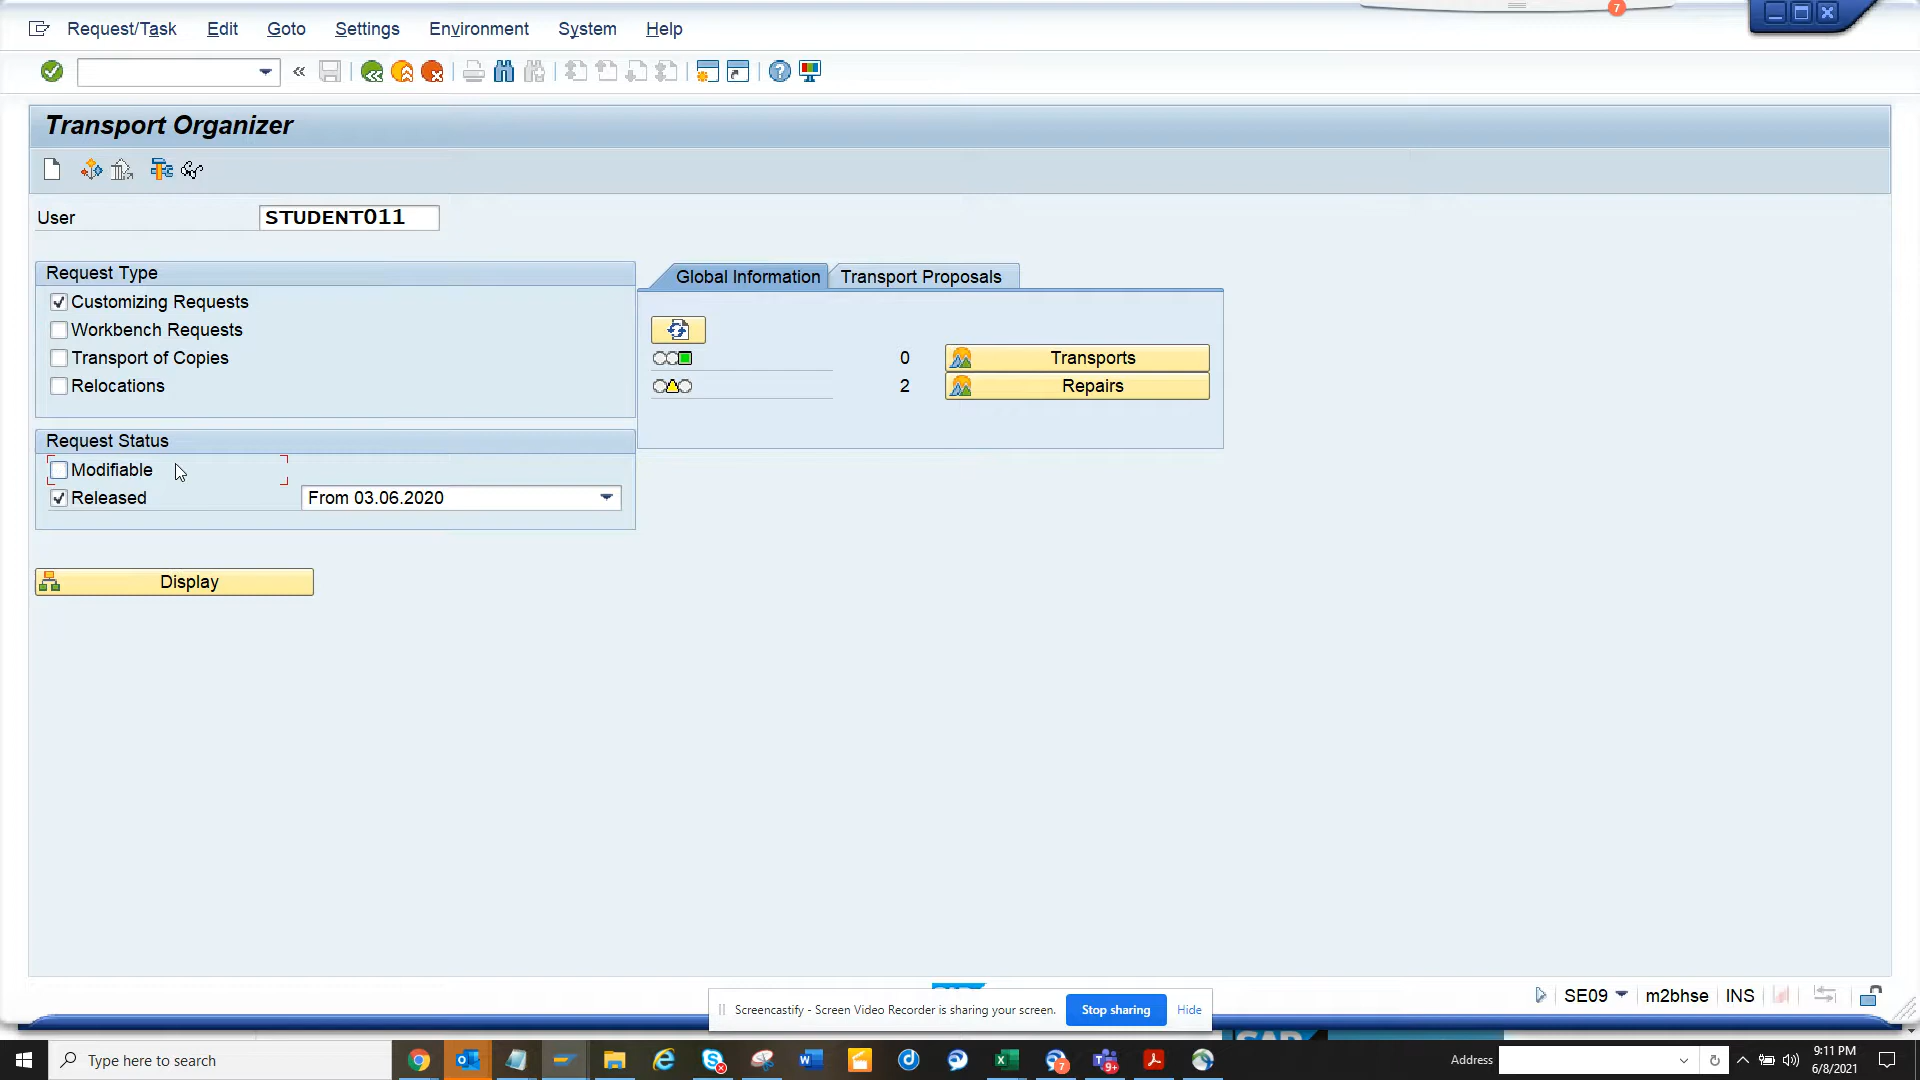 7
Request/Task Edit Goto Settings Environment System Help
Transport Organizer
User STUDENT011
Request Type
Customizing Requests
Workbench Requests
Transport of Copies
Relocations
Global Information Transport Proposals
0 Transports
2 Repairs
Request Status
Modifiable
Released From 03.06.2020
Display
SE09 m2bhse INS
Screencastify - Screen Video Recorder is sharing your screen. Stop sharing Hide
Type here to search
7
9+
Address
9:11 PM
6/8/2021